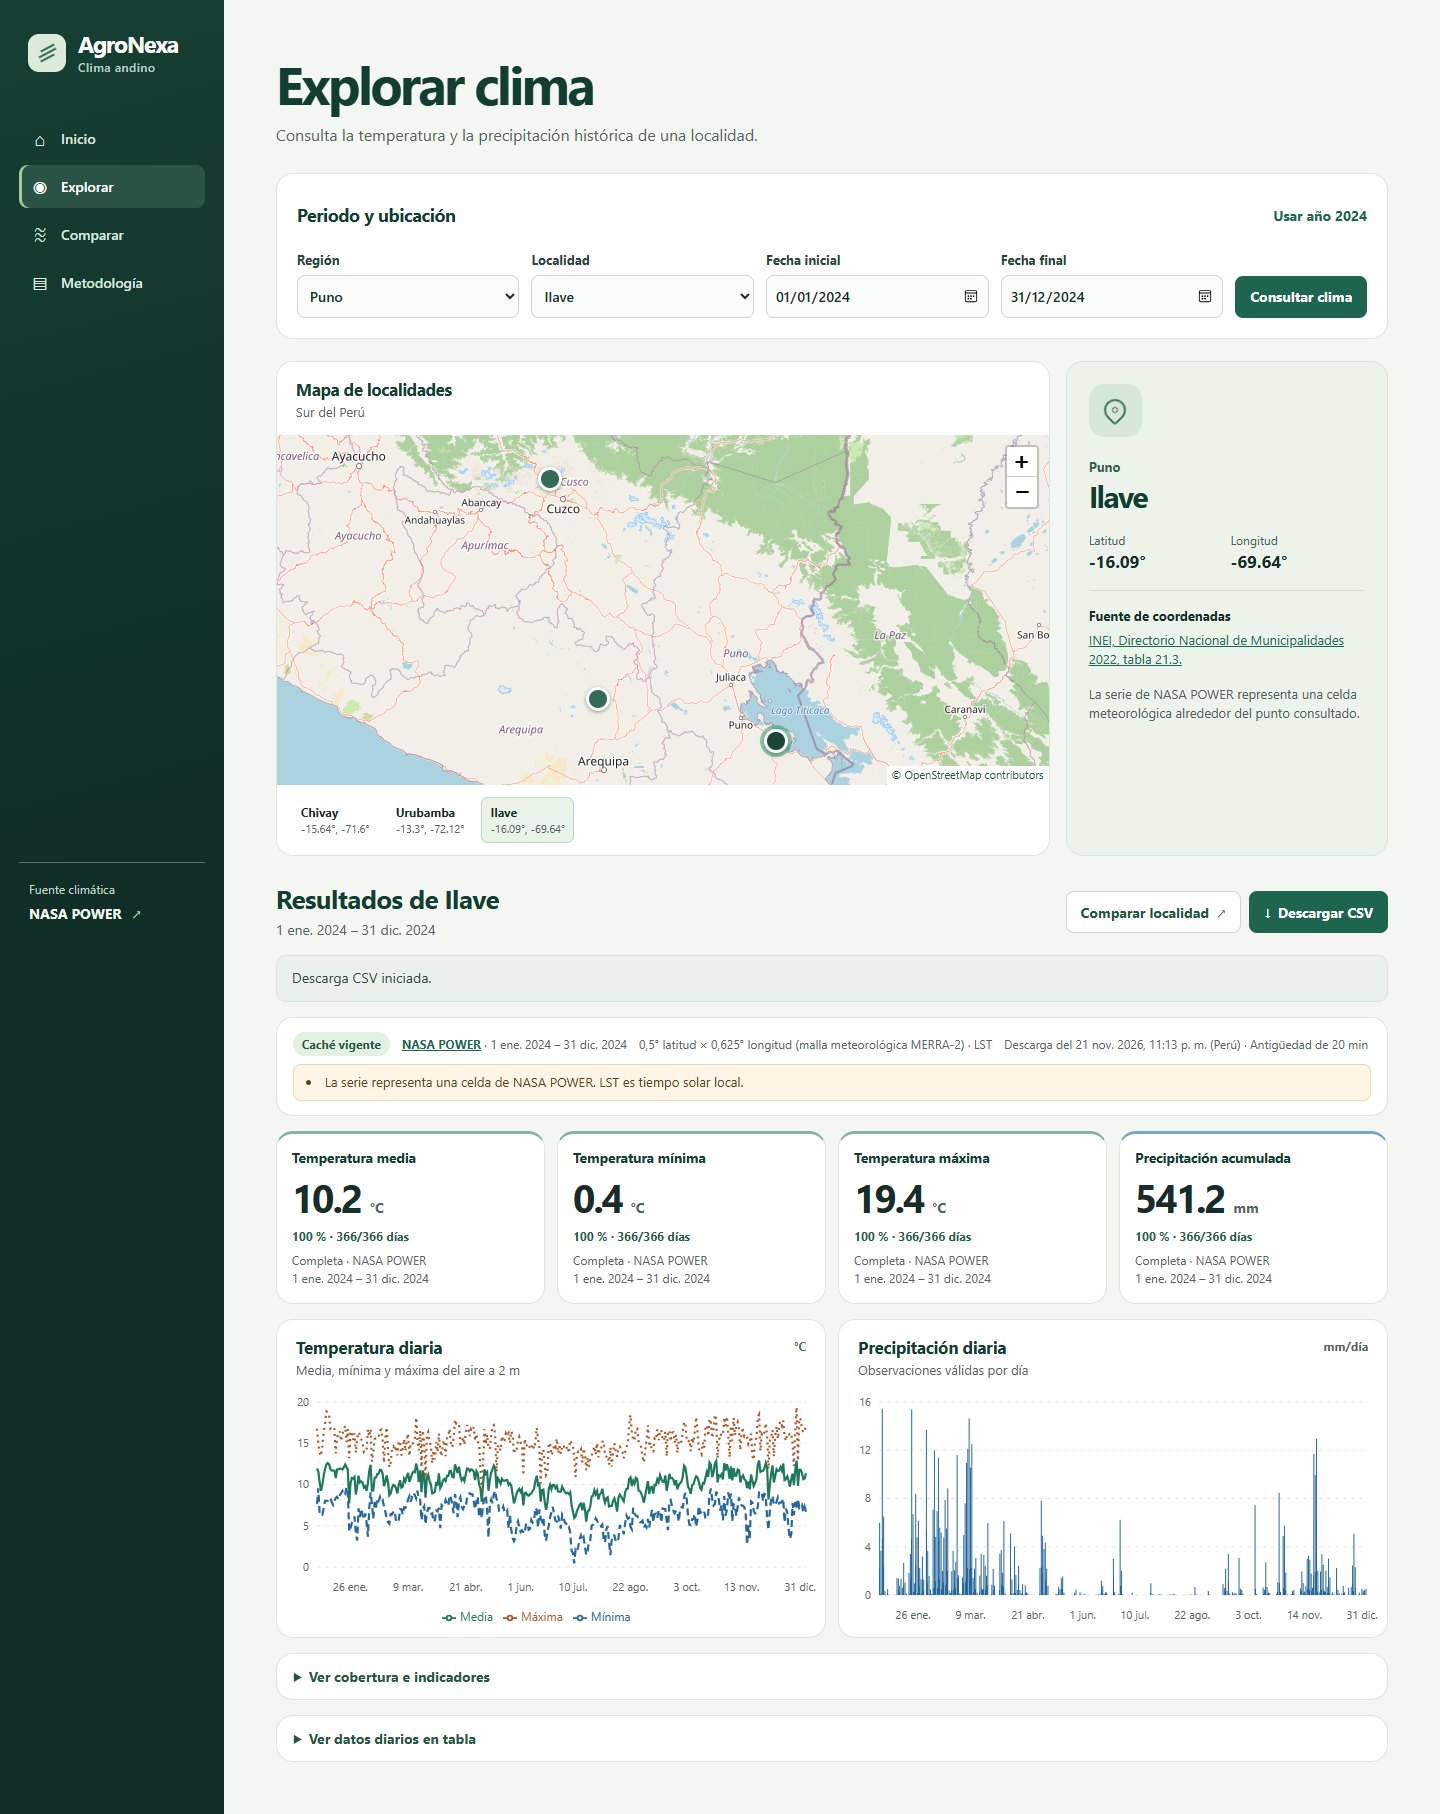 AgroNexa
Clima andino
Inicio
Explorar
Comparar
Metodología
Fuente climática
NASA POWER ↗
Explorar clima
Consulta la temperatura y la precipitación histórica de una localidad.
Periodo y ubicación
Usar año 2024
Región
Localidad
Fecha inicial
Fecha final
Puno
Ilave
01/01/2024
31/12/2024
Consultar clima
Mapa de localidades
Sur del Perú
ncavelica
Ayacucho
Cusco
Cuzco
Abancay
Andahuaylas
Ayacucho
Apurímac
La Paz
San Bo
Puno
Juliaca
Lago Titicaca
Caranavi
Puno
Arequipa
Arequipa
+
−
© OpenStreetMap contributors
Chivay
-15.64°, -71.6°
Urubamba
-13.3°, -72.12°
Ilave
-16.09°, -69.64°
Puno
Ilave
Latitud
Longitud
-16.09°
-69.64°
Fuente de coordenadas
INEI, Directorio Nacional de Municipalidades
2022, tabla 21.3.
La serie de NASA POWER representa una celda
meteorológica alrededor del punto consultado.
Resultados de Ilave
1 ene. 2024 – 31 dic. 2024
Comparar localidad ↗
↓ Descargar CSV
Descarga CSV iniciada.
Caché vigente
NASA POWER · 1 ene. 2024 – 31 dic. 2024
0,5° latitud × 0,625° longitud (malla meteorológica MERRA-2) · LST
Descarga del 21 nov. 2026, 11:13 p. m. (Perú) · Antigüedad de 20 min
• La serie representa una celda de NASA POWER. LST es tiempo solar local.
Temperatura media
10.2 °C
100 % · 366/366 días
Completa · NASA POWER
1 ene. 2024 – 31 dic. 2024
Temperatura mínima
0.4 °C
100 % · 366/366 días
Completa · NASA POWER
1 ene. 2024 – 31 dic. 2024
Temperatura máxima
19.4 °C
100 % · 366/366 días
Completa · NASA POWER
1 ene. 2024 – 31 dic. 2024
Precipitación acumulada
541.2 mm
100 % · 366/366 días
Completa · NASA POWER
1 ene. 2024 – 31 dic. 2024
Temperatura diaria
°C
Media, mínima y máxima del aire a 2 m
20
15
10
5
0
26 ene. 9 mar. 21 abr. 1 jun. 10 jul. 22 ago. 3 oct. 13 nov. 31 dic.
Media Máxima Mínima
Precipitación diaria
mm/día
Observaciones válidas por día
16
12
8
4
0
26 ene. 9 mar. 21 abr. 1 jun. 10 jul. 22 ago. 3 oct. 14 nov. 31 dic.
▶ Ver cobertura e indicadores
▶ Ver datos diarios en tabla